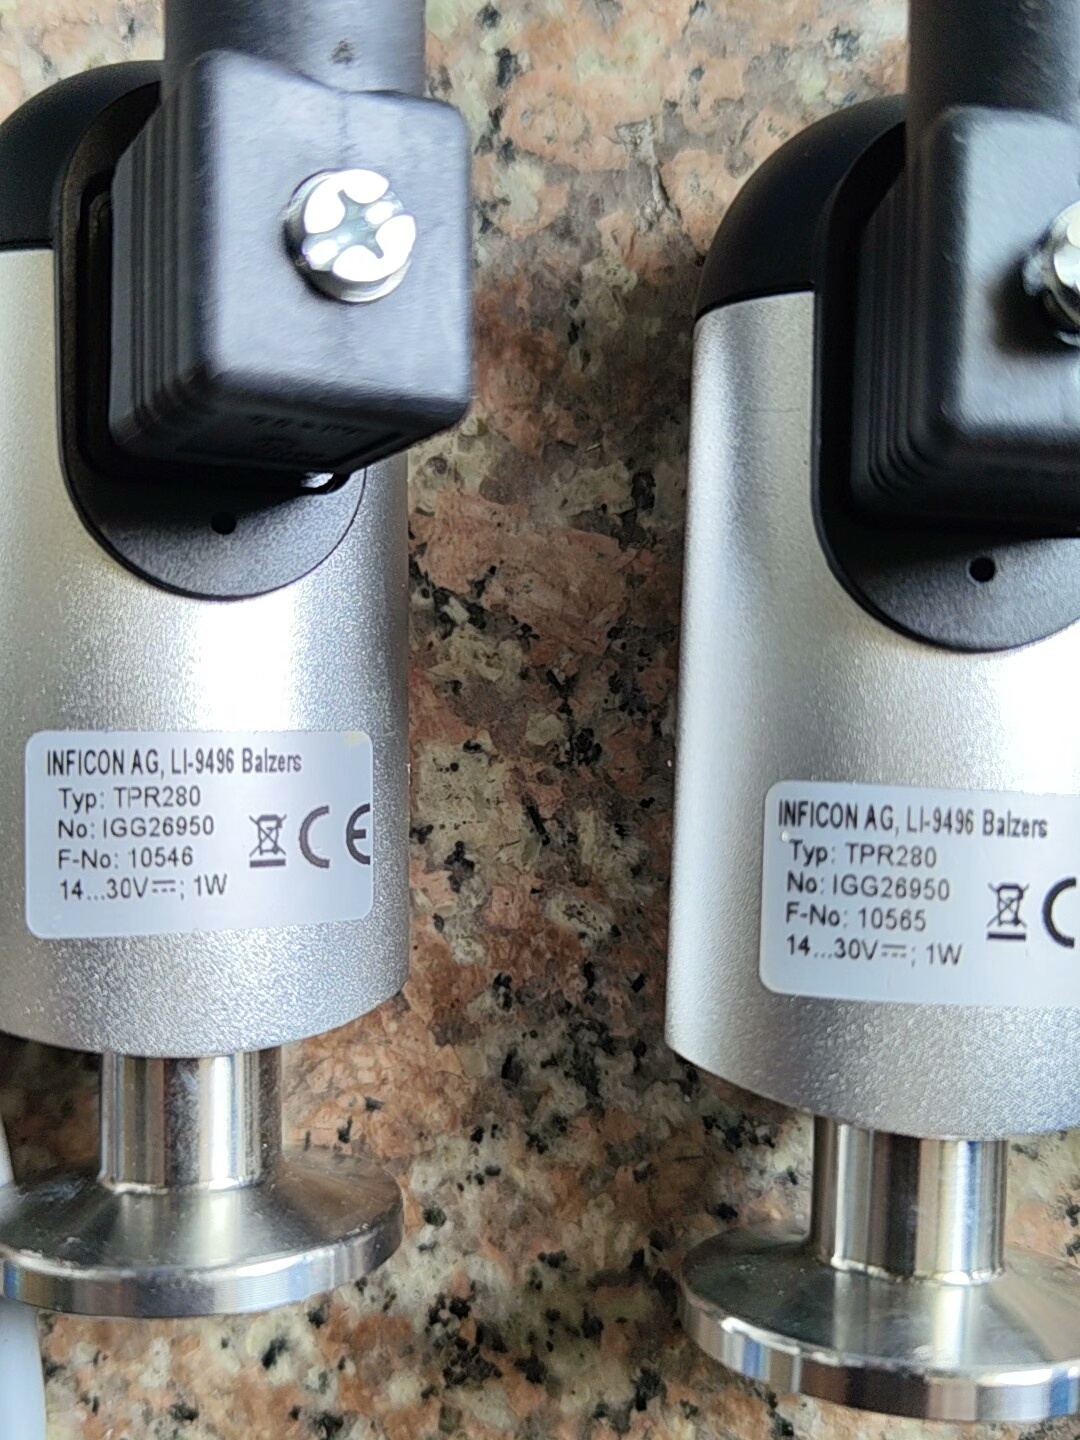 INFICON AG, LI-9496 Balzers
Typ: TPR280
No: IGG26950
F-No: 10546
14...30V⎓; 1W
CE
INFICON AG, LI-9496 Balzers
Typ: TPR280
No: IGG26950
F-No: 10565
14...30V⎓; 1W
C